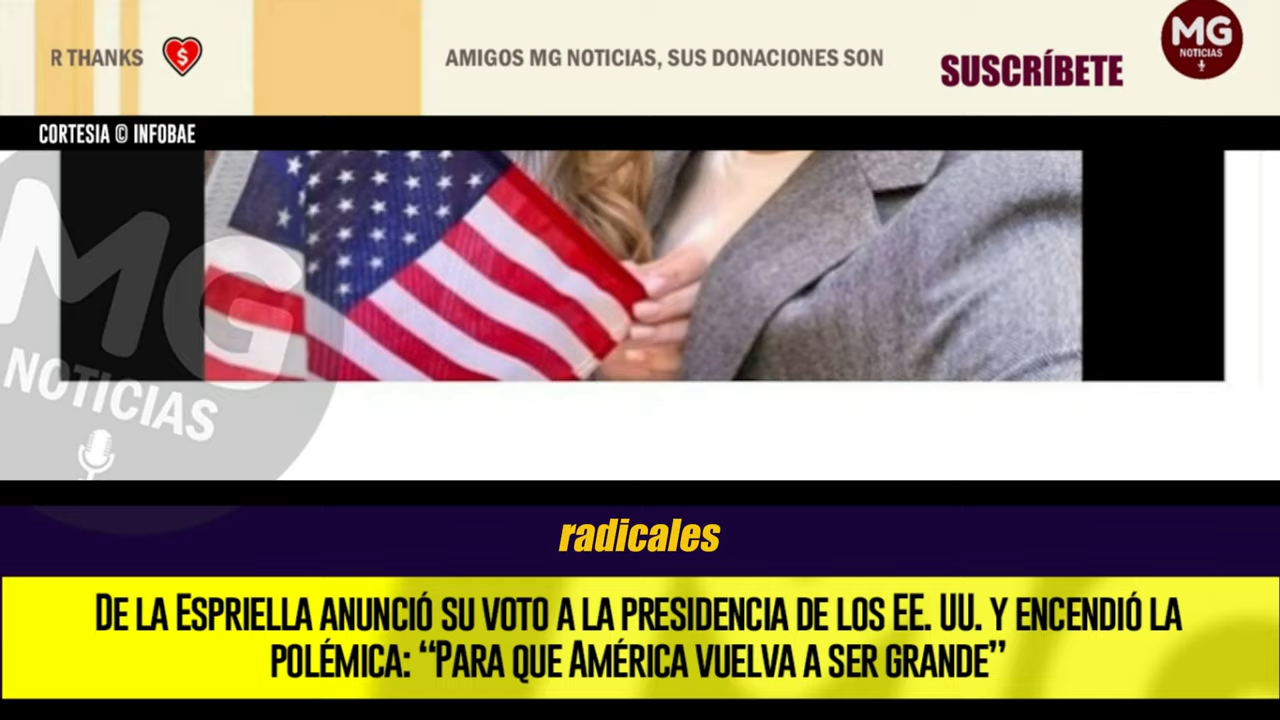 R THANKS
$
AMIGOS MG NOTICIAS, SUS DONACIONES SON
SUSCRÍBETE
MG
NOTICIAS
CORTESIA © INFOBAE
MG
NOTICIAS
radicales
DE LA ESPRIELLA ANUNCIÓ SU VOTO A LA PRESIDENCIA DE LOS EE. UU. Y ENCENDIÓ LA
POLÉMICA: “PARA QUE AMÉRICA VUELVA A SER GRANDE”